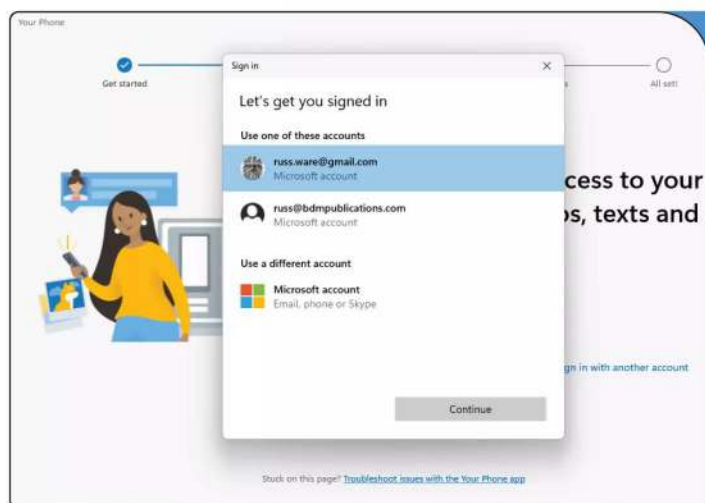 Your Phone
Get started
All set!
Sign in
Let's get you signed in
Use one of these accounts
russ.ware@gmail.com
Microsoft account
russ@bdmpublications.com
Microsoft account
Use a different account
Microsoft account
Email, phone or Skype
Continue
cess to your
os, texts and
gn in with another account
Stuck on this page? Troubleshoot issues with the Your Phone app